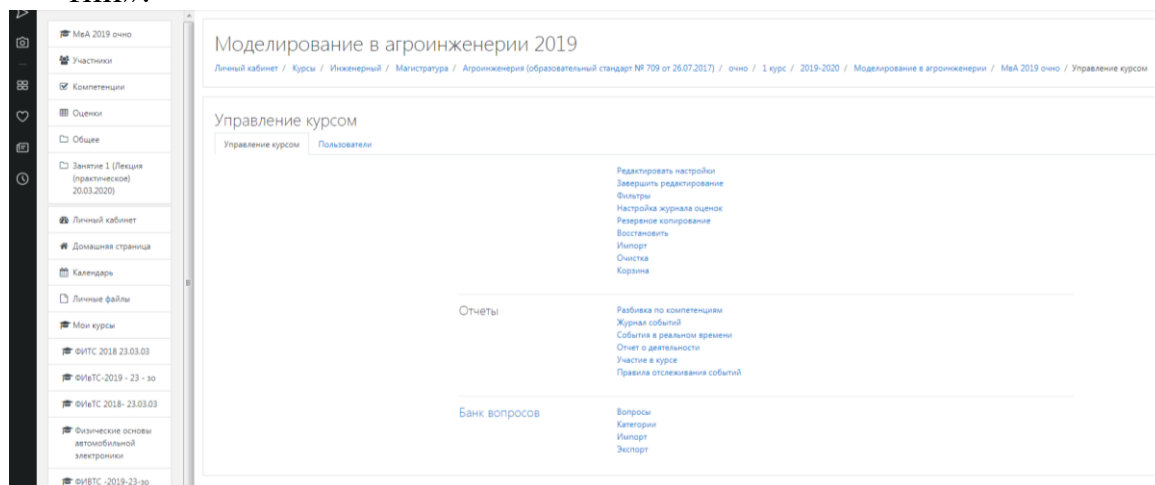 МеА 2019 очно
Участники
Компетенции
Оценки
Общее
Занятие 1 (Лекция
(практическое)
20.03.2020)
Личный кабинет
Домашняя страница
Календарь
Личные файлы
Мои курсы
ФИТС 2018 23.03.03
ФИвТС-2019 - 23 - зо
ФИвТС 2018- 23.03.03
Физические основы
автомобильной
электроники
ФИВТС -2019-23-зо
Моделирование в агроинженерии 2019
Личный кабинет / Курсы / Инженерный / Магистратура / Агроинженерия (образовательный стандарт № 709 от 26.07.2017) / очно / 1 курс / 2019-2020 / Моделирование в агроинженерии / МеА 2019 очно / Управление курсом
Управление курсом
Управление курсом Пользователи
Редактировать настройки
Завершить редактирование
Фильтры
Настройка журнала оценок
Резервное копирование
Восстановить
Импорт
Очистка
Корзина
Отчеты
Разбивка по компетенциям
Журнал событий
События в реальном времени
Отчет о деятельности
Участие в курсе
Правила отслеживания событий
Банк вопросов
Вопросы
Категории
Импорт
Экспорт